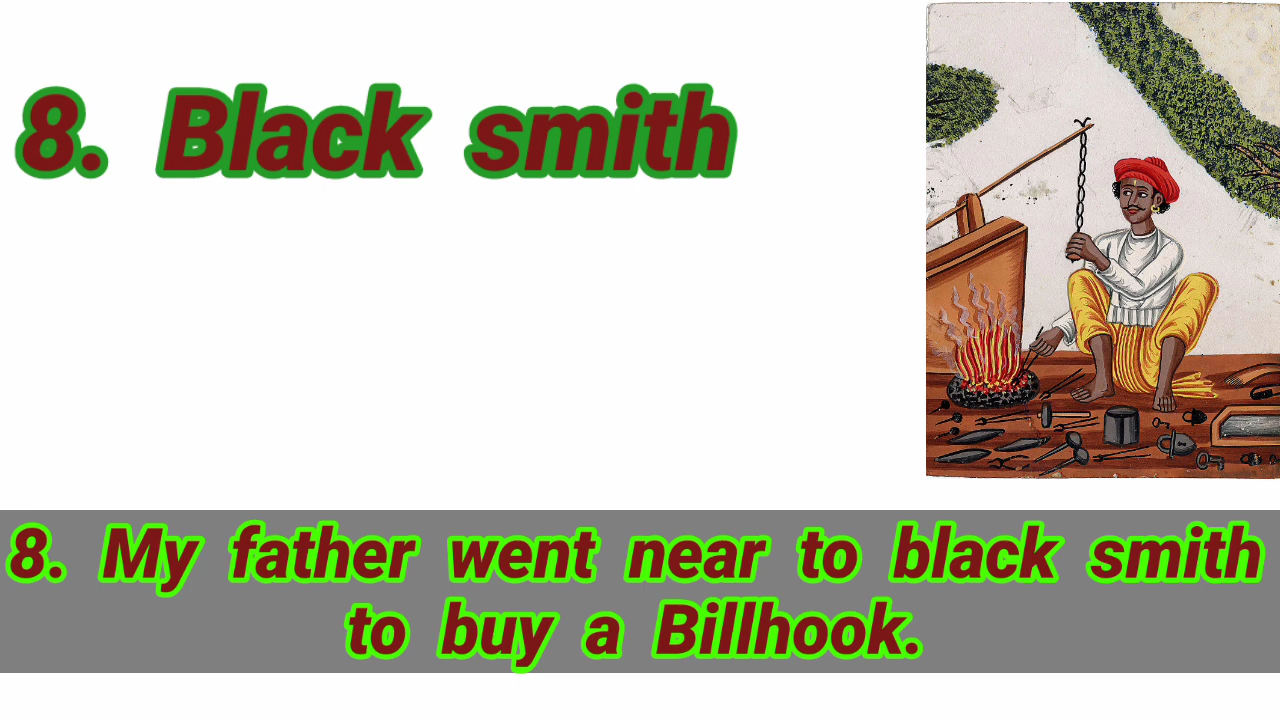 8. Black smith
8. My father went near to black smith
to buy a Billhook.